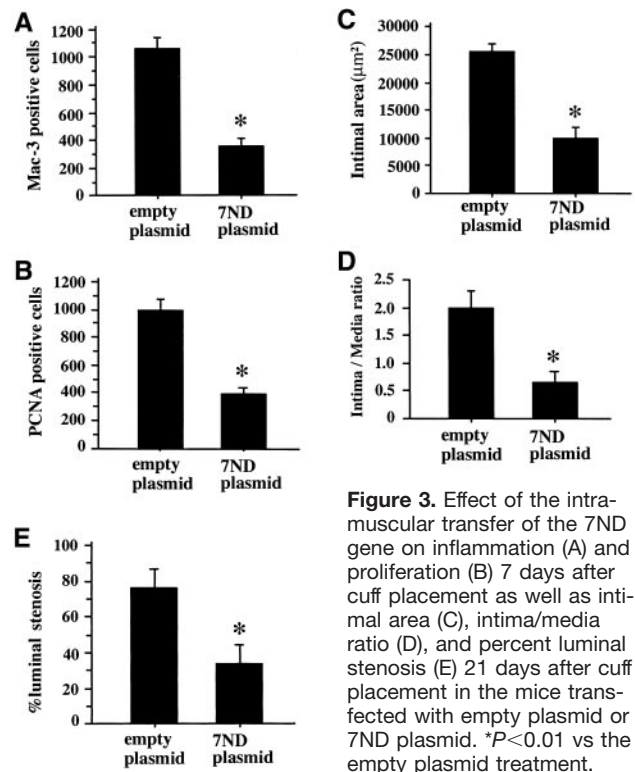 A
Mac-3 positive cells
1200
1000
800
600
400
200
0
empty plasmid
7ND plasmid
*
B
PCNA positive cells
1200
1000
800
600
400
200
0
empty plasmid
7ND plasmid
*
C
Intimal area (μm²)
30000
25000
20000
15000
10000
5000
0
empty plasmid
7ND plasmid
*
D
Intima / Media ratio
2.5
2.0
1.5
1.0
0.5
0
empty plasmid
7ND plasmid
*
E
%luminal stenosis
100
80
60
40
20
0
empty plasmid
7ND plasmid
*
Figure 3. Effect of the intra-
muscular transfer of the 7ND
gene on inflammation (A) and
proliferation (B) 7 days after
cuff placement as well as inti-
mal area (C), intima/media
ratio (D), and percent luminal
stenosis (E) 21 days after cuff
placement in the mice trans-
fected with empty plasmid or
7ND plasmid. *P<0.01 vs the
empty plasmid treatment.